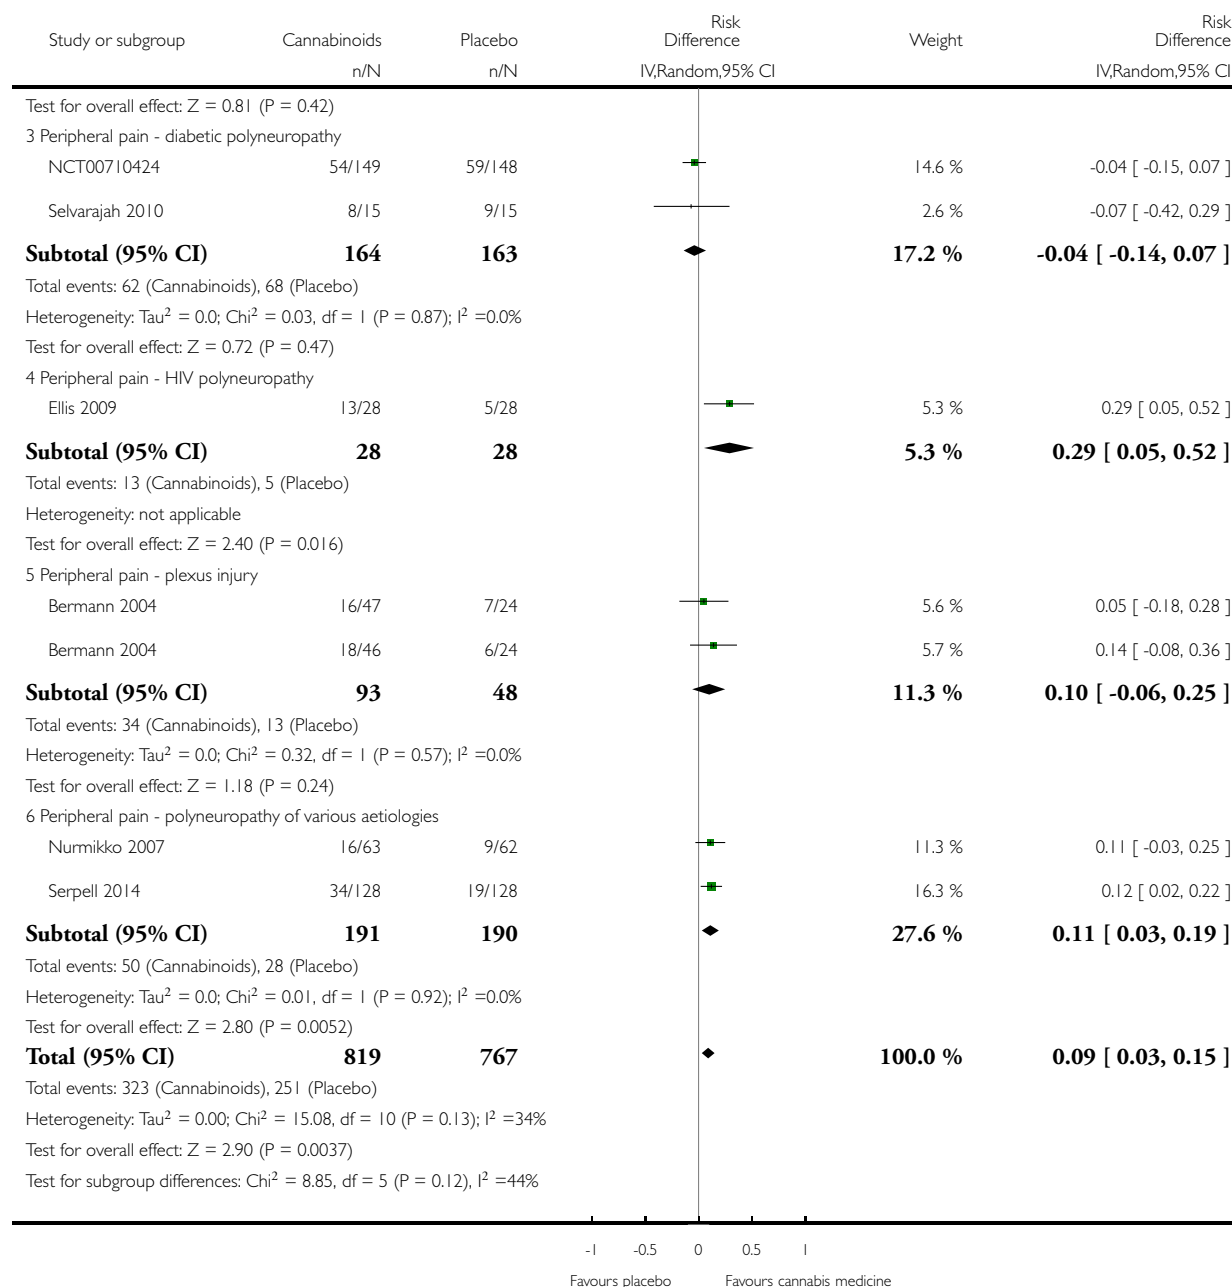 Study or subgroup Cannabinoids Placebo Risk Difference Weight Risk Difference
n/N n/N IV,Random,95% CI IV,Random,95% CI
Test for overall effect: Z = 0.81 (P = 0.42)
3 Peripheral pain - diabetic polyneuropathy
NCT00710424 54/149 59/148 14.6 % -0.04 [ -0.15, 0.07 ]
Selvarajah 2010 8/15 9/15 2.6 % -0.07 [ -0.42, 0.29 ]
Subtotal (95% CI) 164 163 17.2 % -0.04 [ -0.14, 0.07 ]
Total events: 62 (Cannabinoids), 68 (Placebo)
Heterogeneity: Tau² = 0.0; Chi² = 0.03, df = 1 (P = 0.87); I² =0.0%
Test for overall effect: Z = 0.72 (P = 0.47)
4 Peripheral pain - HIV polyneuropathy
Ellis 2009 13/28 5/28 5.3 % 0.29 [ 0.05, 0.52 ]
Subtotal (95% CI) 28 28 5.3 % 0.29 [ 0.05, 0.52 ]
Total events: 13 (Cannabinoids), 5 (Placebo)
Heterogeneity: not applicable
Test for overall effect: Z = 2.40 (P = 0.016)
5 Peripheral pain - plexus injury
Bermann 2004 16/47 7/24 5.6 % 0.05 [ -0.18, 0.28 ]
Bermann 2004 18/46 6/24 5.7 % 0.14 [ -0.08, 0.36 ]
Subtotal (95% CI) 93 48 11.3 % 0.10 [ -0.06, 0.25 ]
Total events: 34 (Cannabinoids), 13 (Placebo)
Heterogeneity: Tau² = 0.0; Chi² = 0.32, df = 1 (P = 0.57); I² =0.0%
Test for overall effect: Z = 1.18 (P = 0.24)
6 Peripheral pain - polyneuropathy of various aetiologies
Nurmikko 2007 16/63 9/62 11.3 % 0.11 [ -0.03, 0.25 ]
Serpell 2014 34/128 19/128 16.3 % 0.12 [ 0.02, 0.22 ]
Subtotal (95% CI) 191 190 27.6 % 0.11 [ 0.03, 0.19 ]
Total events: 50 (Cannabinoids), 28 (Placebo)
Heterogeneity: Tau² = 0.0; Chi² = 0.01, df = 1 (P = 0.92); I² =0.0%
Test for overall effect: Z = 2.80 (P = 0.0052)
Total (95% CI) 819 767 100.0 % 0.09 [ 0.03, 0.15 ]
Total events: 323 (Cannabinoids), 251 (Placebo)
Heterogeneity: Tau² = 0.00; Chi² = 15.08, df = 10 (P = 0.13); I² =34%
Test for overall effect: Z = 2.90 (P = 0.0037)
Test for subgroup differences: Chi² = 8.85, df = 5 (P = 0.12), I² =44%
-1 -0.5 0 0.5 1
Favours placebo Favours cannabis medicine